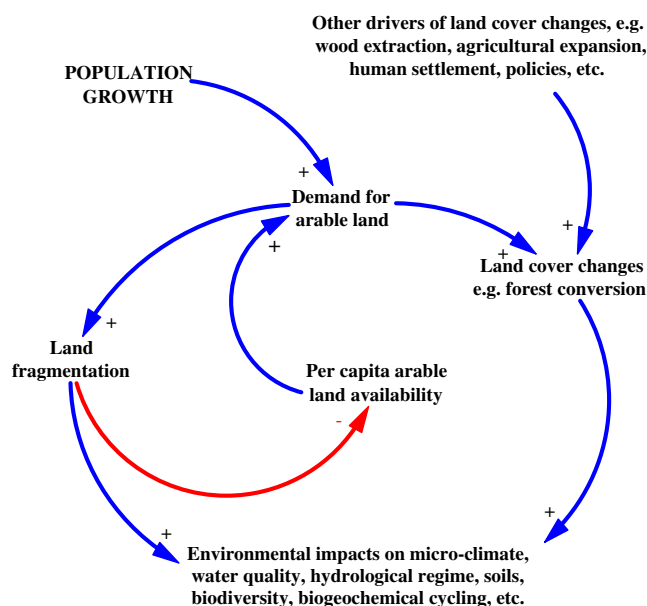 Other drivers of land cover changes, e.g.
wood extraction, agricultural expansion,
human settlement, policies, etc.
POPULATION
GROWTH
+
Demand for
arable land
+
+
+
Land cover changes
e.g. forest conversion
+
Land
fragmentation
Per capita arable
land availability
-
+
+
Environmental impacts on micro-climate,
water quality, hydrological regime, soils,
biodiversity, biogeochemical cycling, etc.